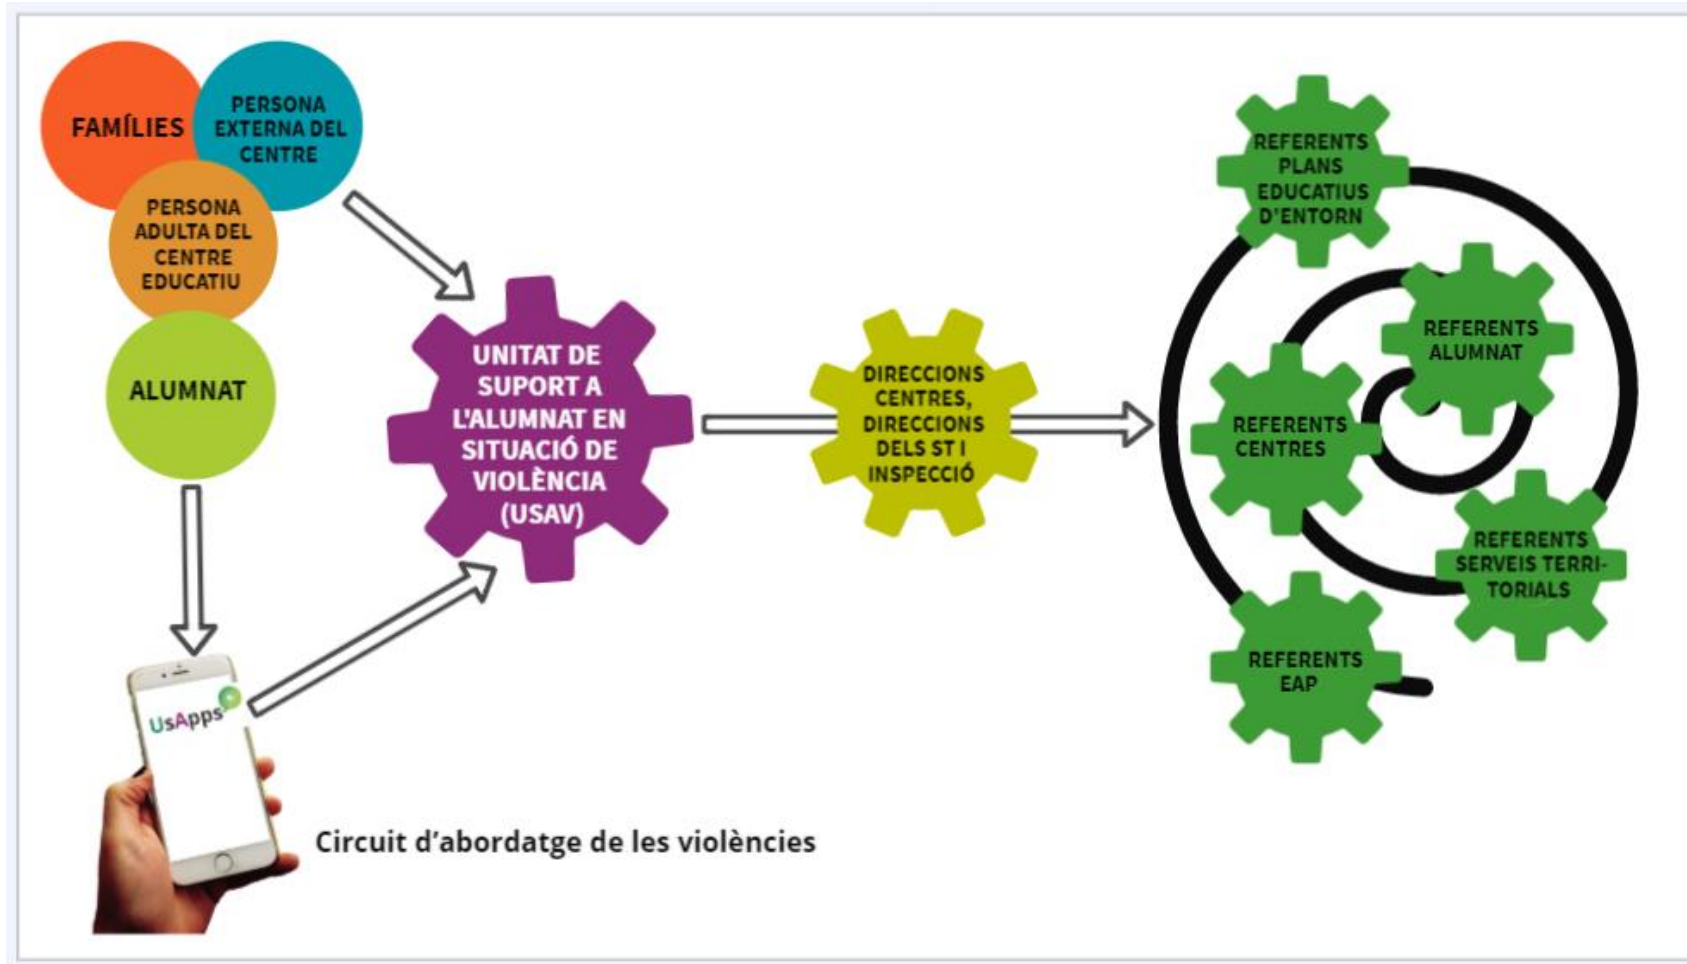 FAMÍLIES
PERSONA
EXTERNA DEL
CENTRE
PERSONA
ADULTA DEL
CENTRE
EDUCATIU
ALUMNAT
UsApps
UNITAT DE
SUPORT A
L'ALUMNAT EN
SITUACIÓ DE
VIOLÈNCIA
(USAV)
DIRECCIONS
CENTRES,
DIRECCIONS
DELS ST I
INSPECCIÓ
REFERENTS
PLANS
EDUCATIUS
D'ENTORN
REFERENTS
ALUMNAT
REFERENTS
CENTRES
REFERENTS
SERVEIS TERRI-
TORIALS
REFERENTS
EAP
Circuit d'abordatge de les violències